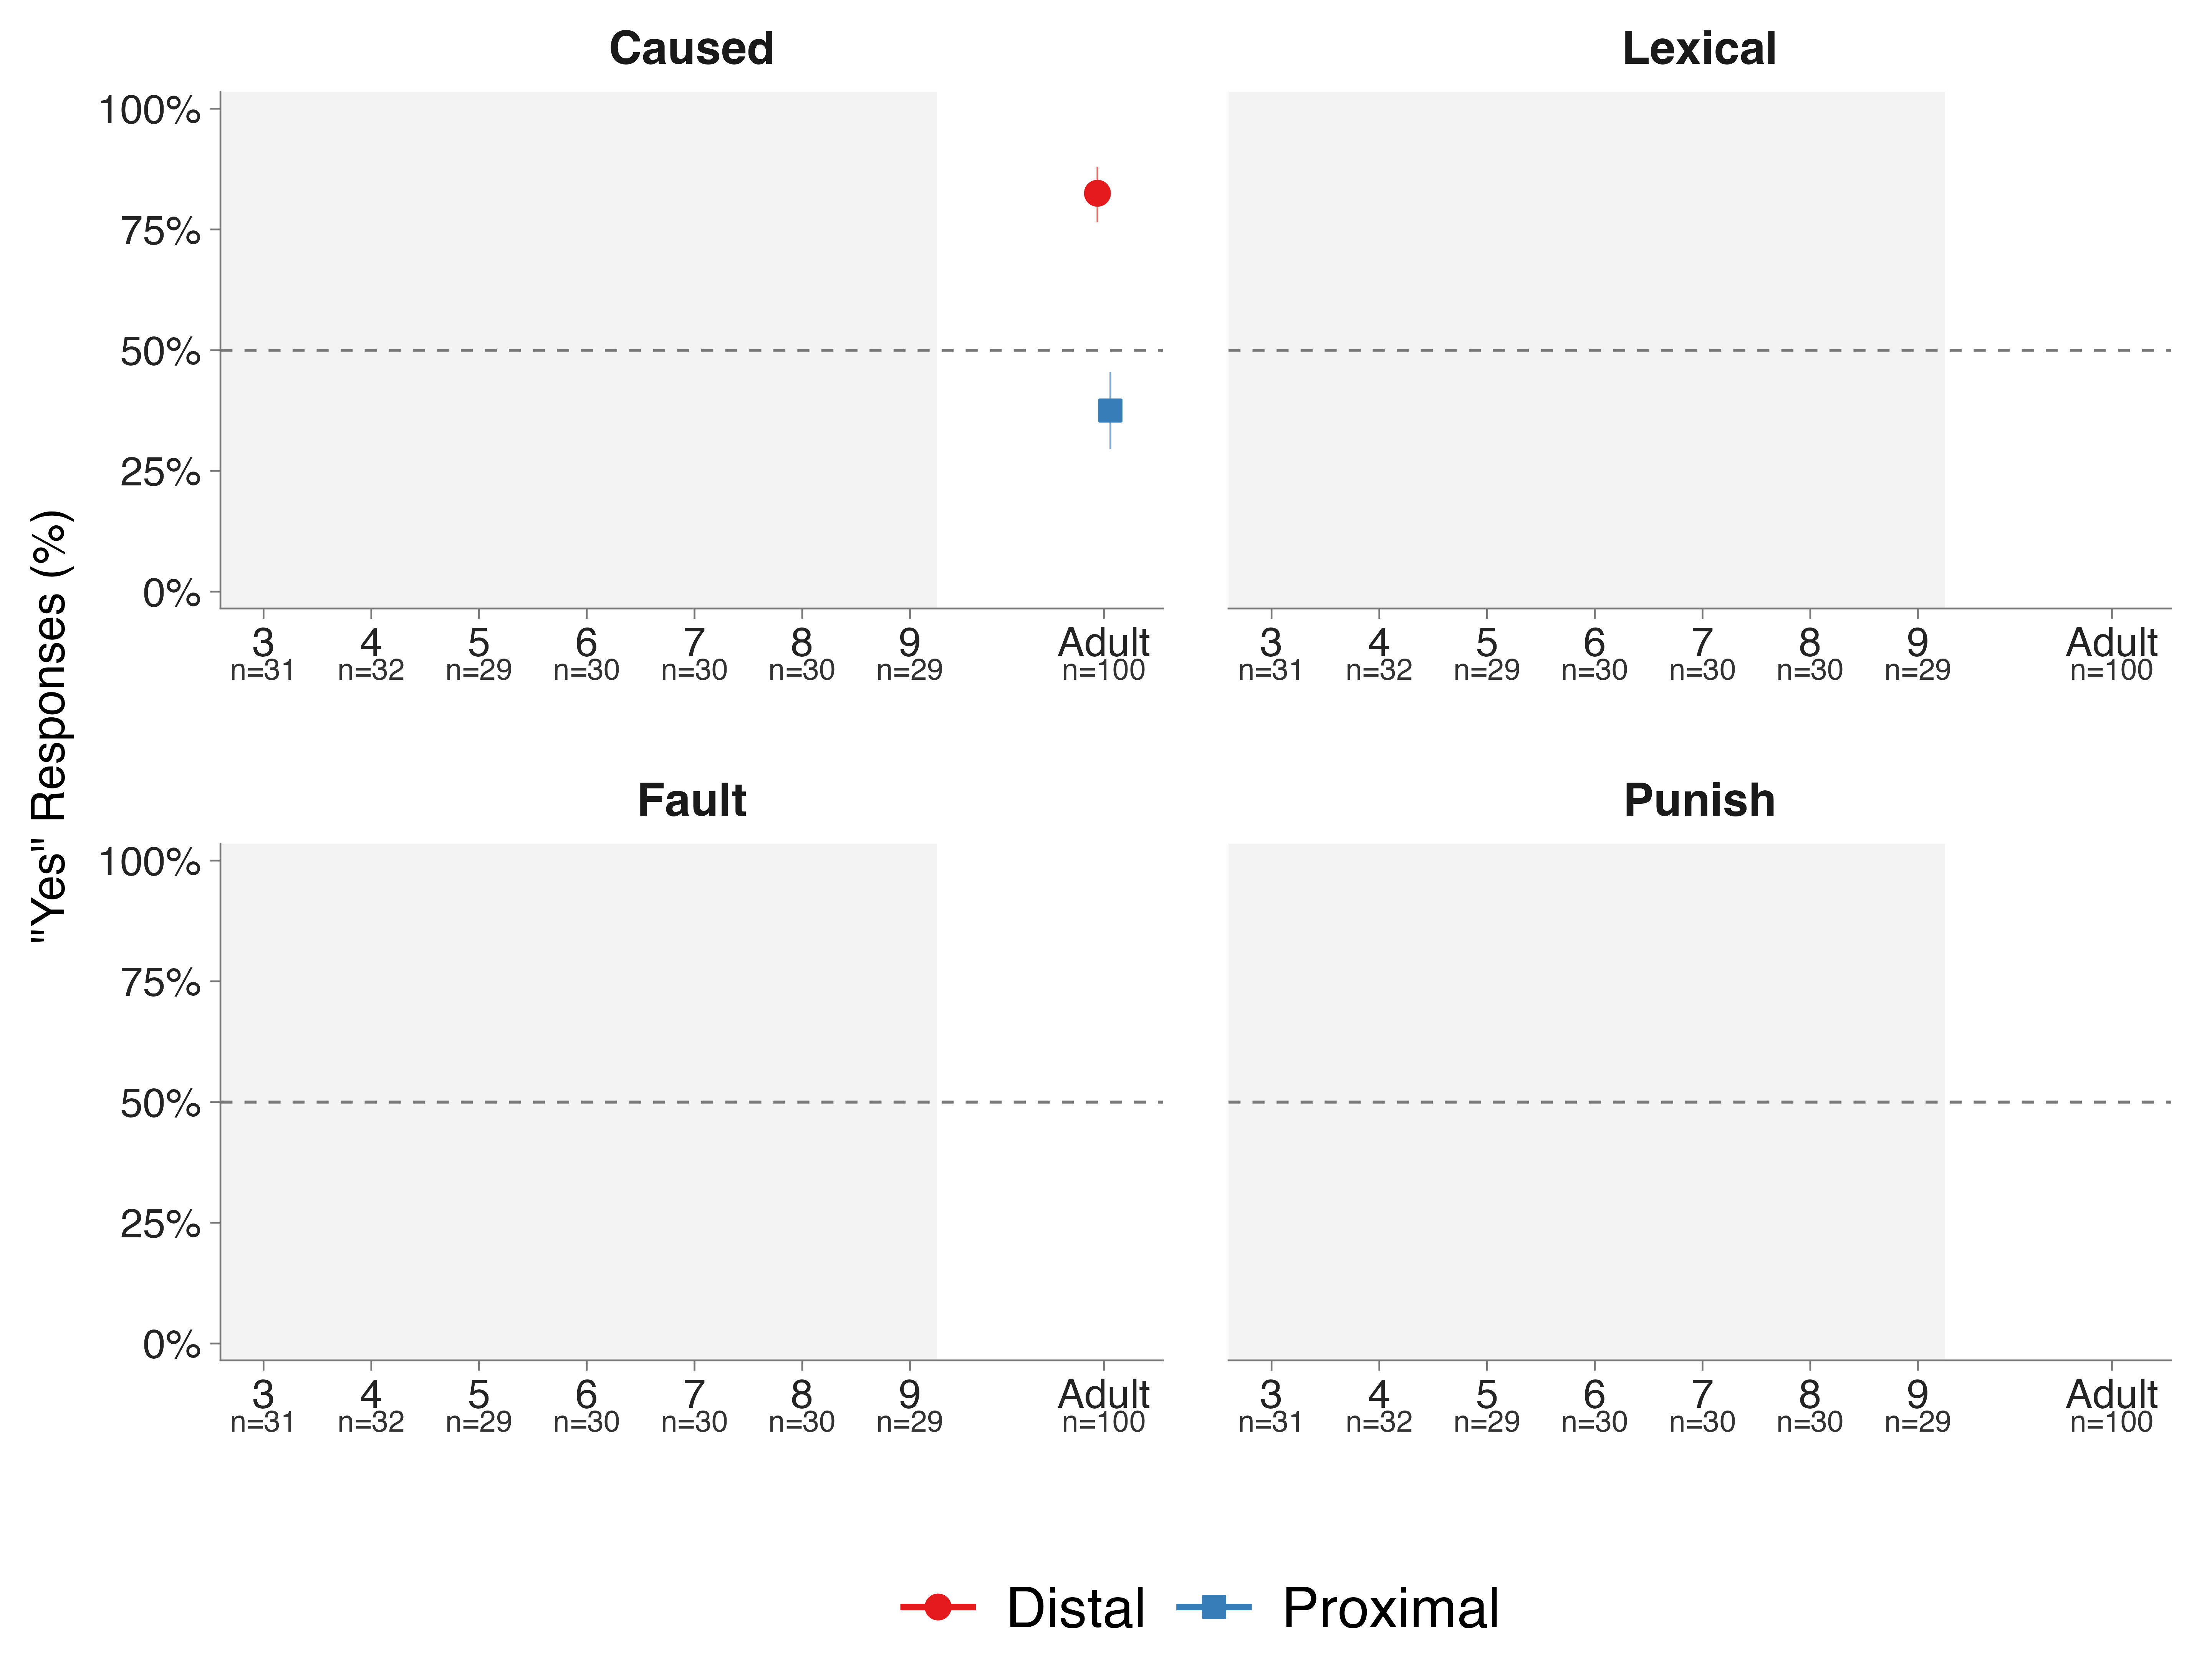 Caused
Lexical
100%
75%
50%
25%
0%
3 4 5 6 7 8 9 Adult
n=31 n=32 n=29 n=30 n=30 n=30 n=29 n=100
3 4 5 6 7 8 9 Adult
n=31 n=32 n=29 n=30 n=30 n=30 n=29 n=100
"Yes" Responses (%)
Fault
Punish
100%
75%
50%
25%
0%
3 4 5 6 7 8 9 Adult
n=31 n=32 n=29 n=30 n=30 n=30 n=29 n=100
3 4 5 6 7 8 9 Adult
n=31 n=32 n=29 n=30 n=30 n=30 n=29 n=100
Distal Proximal